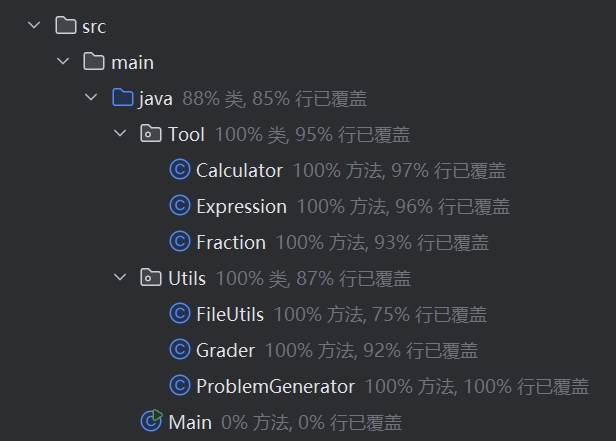 src
main
java 88% 类, 85% 行已覆盖
Tool 100% 类, 95% 行已覆盖
Calculator 100% 方法, 97% 行已覆盖
Expression 100% 方法, 96% 行已覆盖
Fraction 100% 方法, 93% 行已覆盖
Utils 100% 类, 87% 行已覆盖
FileUtils 100% 方法, 75% 行已覆盖
Grader 100% 方法, 92% 行已覆盖
ProblemGenerator 100% 方法, 100% 行已覆盖
Main 0% 方法, 0% 行已覆盖